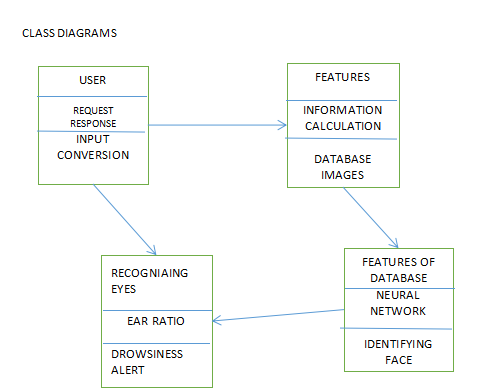 CLASS DIAGRAMS
USER
REQUEST
RESPONSE
INPUT
CONVERSION
FEATURES
INFORMATION
CALCULATION
DATABASE
IMAGES
RECOGNIAING
EYES
EAR RATIO
DROWSINESS
ALERT
FEATURES OF
DATABASE
NEURAL
NETWORK
IDENTIFYING
FACE